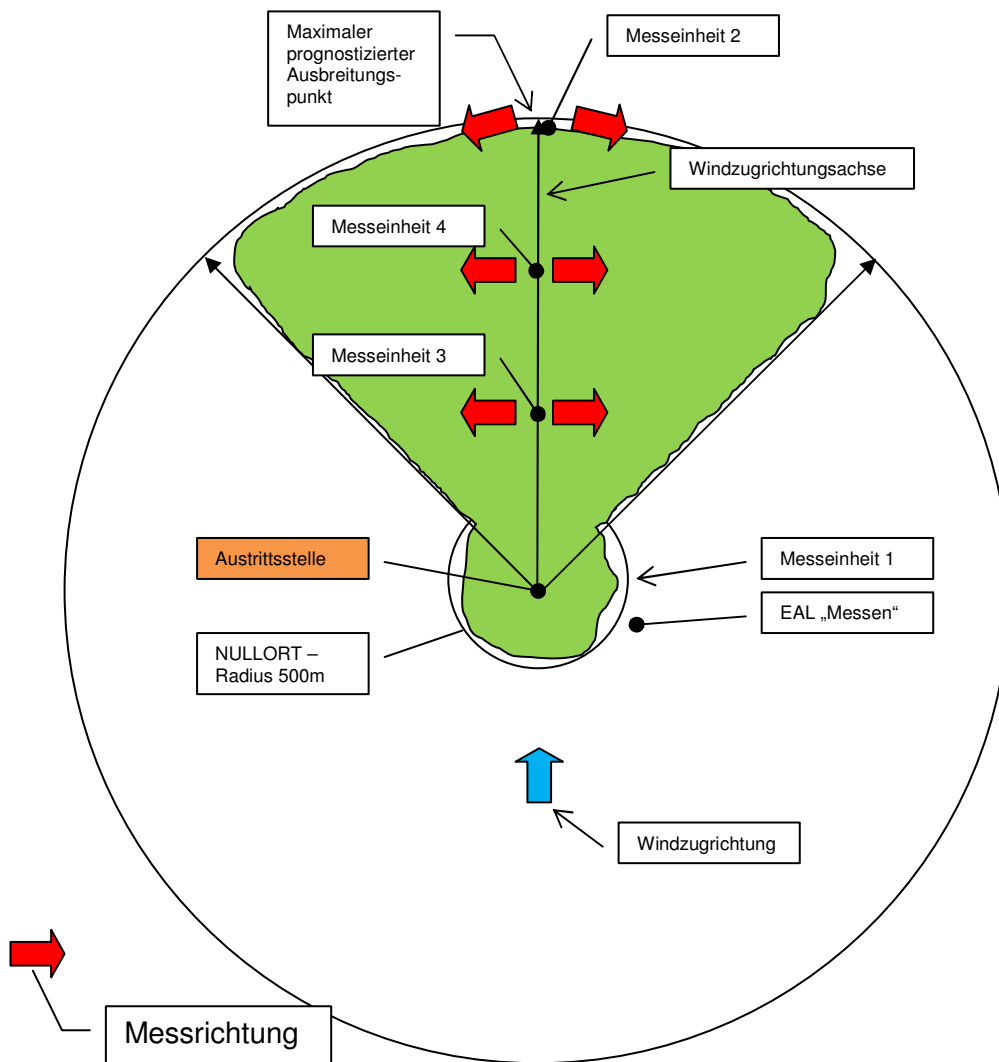 Maximaler
prognostizierter
Ausbreitungs-
punkt
Messeinheit 2
Windzugrichtungsachse
Messeinheit 4
Messeinheit 3
Austrittsstelle
Messeinheit 1
EAL „Messen“
NULLORT –
Radius 500m
Windzugrichtung
Messrichtung